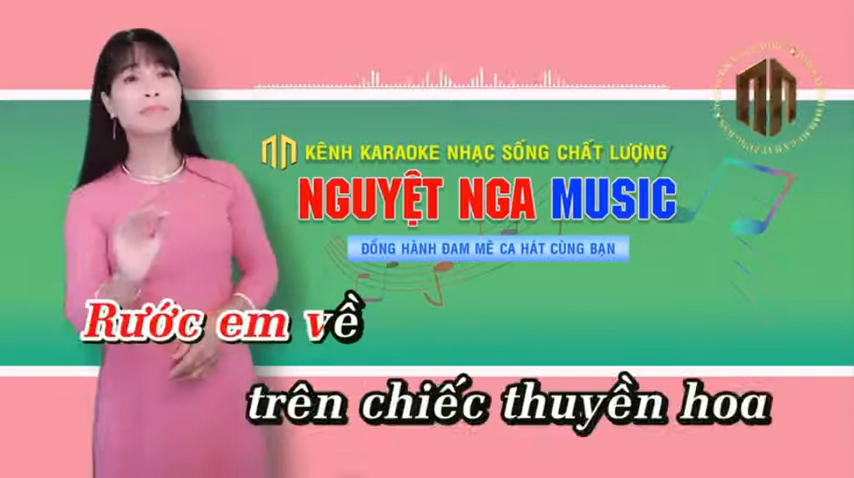 KÊNH KARAOKE NHẠC SỐNG CHẤT LƯỢNG
NGUYỆT NGA MUSIC
ĐỒNG HÀNH ĐAM MÊ CA HÁT CÙNG BẠN
Rước em về
trên chiếc thuyền hoa